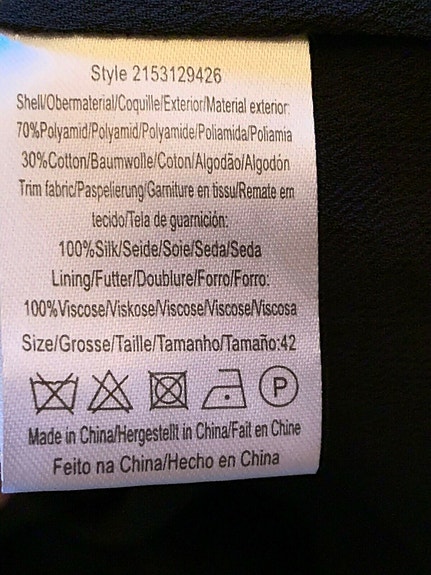 Style 2153129426
Shell/Obermaterial/Coquille/Exterior/Material exterior:
70%Polyamid/Polyamid/Polyamide/Poliamida/Poliamia
30%Cotton/Baumwolle/Coton/Algodão/Algodón
Trim fabric/Paspelierung/Garniture en tissu/Remate em
tecido/Tela de guarnición:
100%Silk/Seide/Soie/Seda/Seda
Lining/Futter/Doublure/Forro/Forro:
100%Viscose/Viskose/Viscose/Viscose/Viscosa
Size/Grosse/Taille/Tamanho/Tamaño:42
P
Made in China/Hergestellt in China/Fait en Chine
Feito na China/Hecho en China